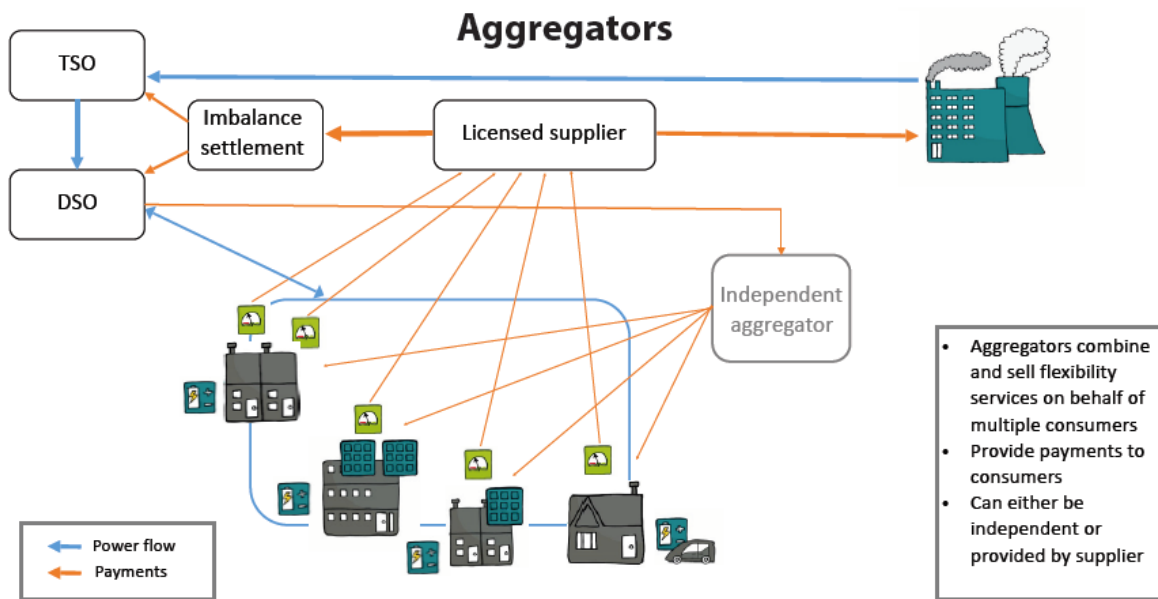 Aggregators
TSO
Imbalance
settlement
Licensed supplier
DSO
Independent
aggregator
• Aggregators combine
and sell flexibility
services on behalf of
multiple consumers
• Provide payments to
consumers
• Can either be
independent or
provided by supplier
Power flow
Payments